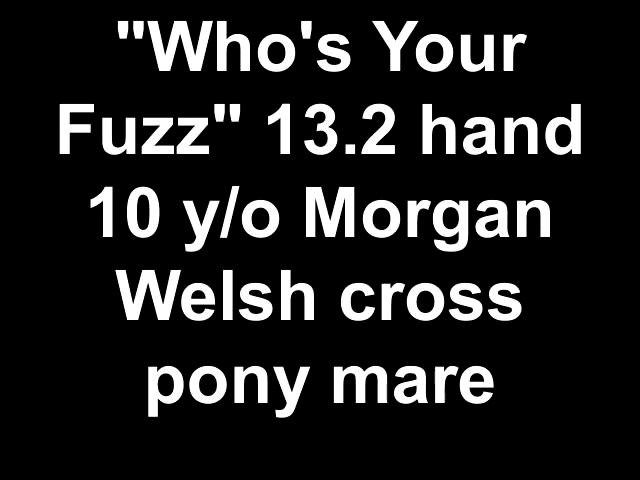 "Who's Your
Fuzz" 13.2 hand
10 y/o Morgan
Welsh cross
pony mare